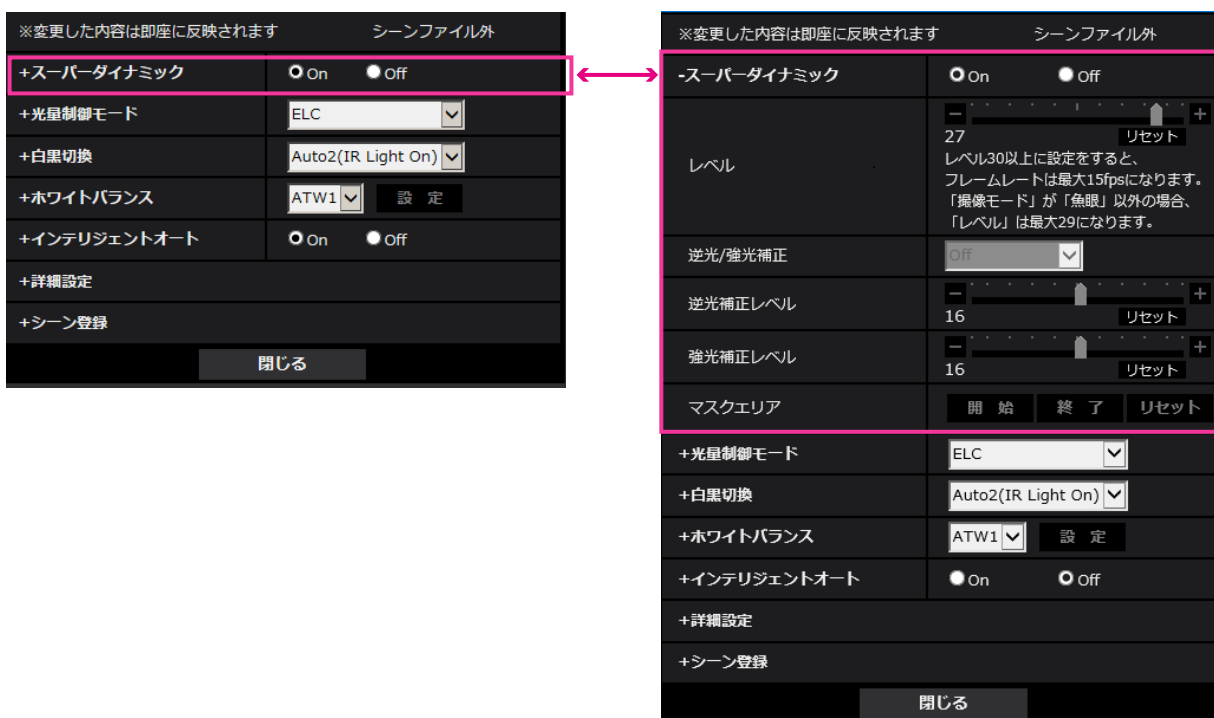 ※変更した内容は即座に反映されます シーンファイル外
+スーパーダイナミック On Off
+光量制御モード ELC
+白黒切換 Auto2(IR Light On)
+ホワイトバランス ATW1 設 定
+インテリジェントオート On Off
+詳細設定
+シーン登録
閉じる
※変更した内容は即座に反映されます シーンファイル外
-スーパーダイナミック On Off
レベル
27 リセット
レベル30以上に設定をすると、
フレームレートは最大15fpsになります。
「撮像モード」が「魚眼」以外の場合、
「レベル」は最大29になります。
逆光/強光補正 Off
逆光補正レベル
16 リセット
強光補正レベル
16 リセット
マスクエリア 開 始 終 了 リセット
+光量制御モード ELC
+白黒切換 Auto2(IR Light On)
+ホワイトバランス ATW1 設 定
+インテリジェントオート On Off
+詳細設定
+シーン登録
閉じる